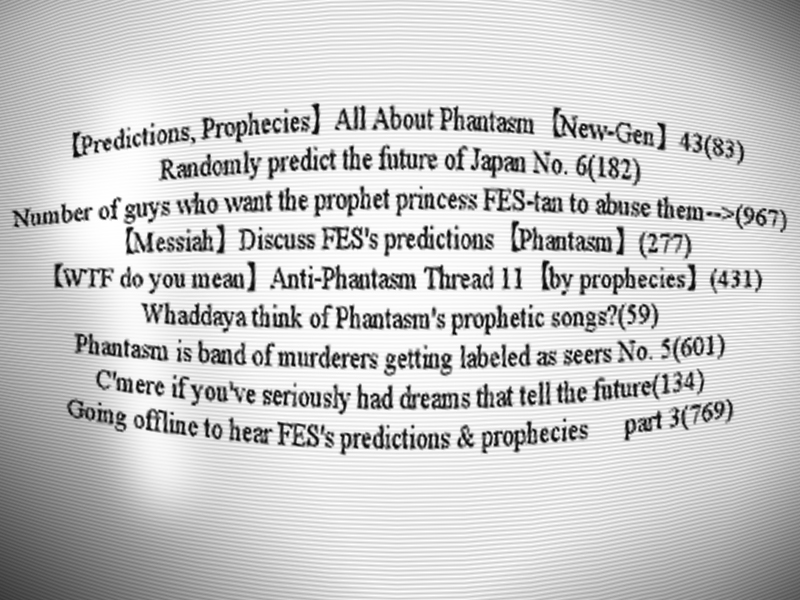 【Predictions, Prophecies】 All About Phantasm 【New-Gen】 43(83)
Randomly predict the future of Japan No. 6(182)
Number of guys who want the prophet princess FES-tan to abuse them-->(967)
【Messiah】 Discuss FES's predictions 【Phantasm】 (277)
【WTF do you mean】 Anti-Phantasm Thread 11 【by prophecies】 (431)
Whaddaya think of Phantasm's prophetic songs?(59)
Phantasm is band of murderers getting labeled as seers No. 5(601)
C'mere if you've seriously had dreams that tell the future(134)
Going offline to hear FES's predictions & prophecies part 3(769)